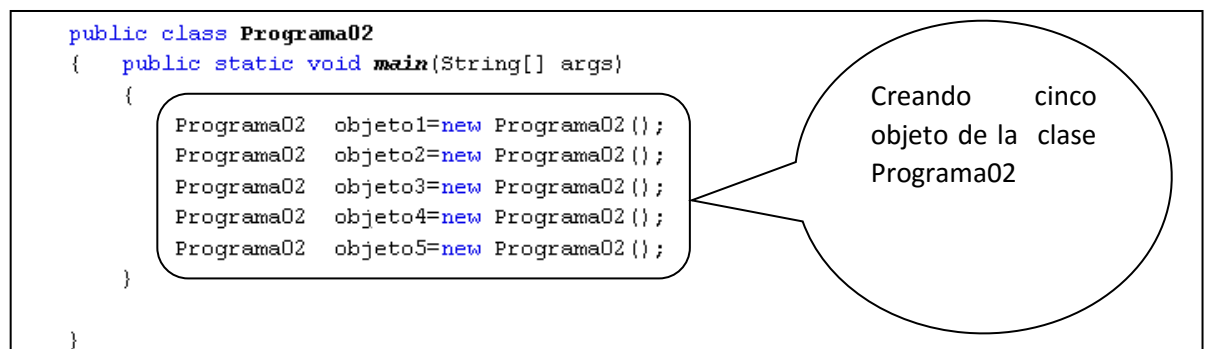 public class Programa02
{ public static void main(String[] args)
{
Programa02 objeto1=new Programa02();
Programa02 objeto2=new Programa02();
Programa02 objeto3=new Programa02();
Programa02 objeto4=new Programa02();
Programa02 objeto5=new Programa02();
}
}
Creando cinco
objeto de la clase
Programa02